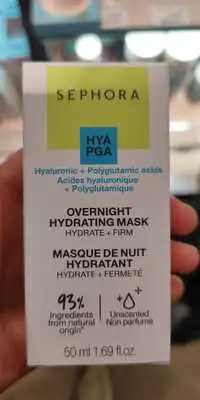 SEPHORA
HYA
PGA
Hyaluronic + Polyglutamic acids
Acides hyaluronique
+ Polyglutamique
OVERNIGHT
HYDRATING MASK
HYDRATE + FIRM
MASQUE DE NUIT
HYDRATANT
HYDRATE + FERMETÉ
93%
Ingredients
from natural
origin*
Unscented
Non parfumé
50 ml 1.69 fl.oz.